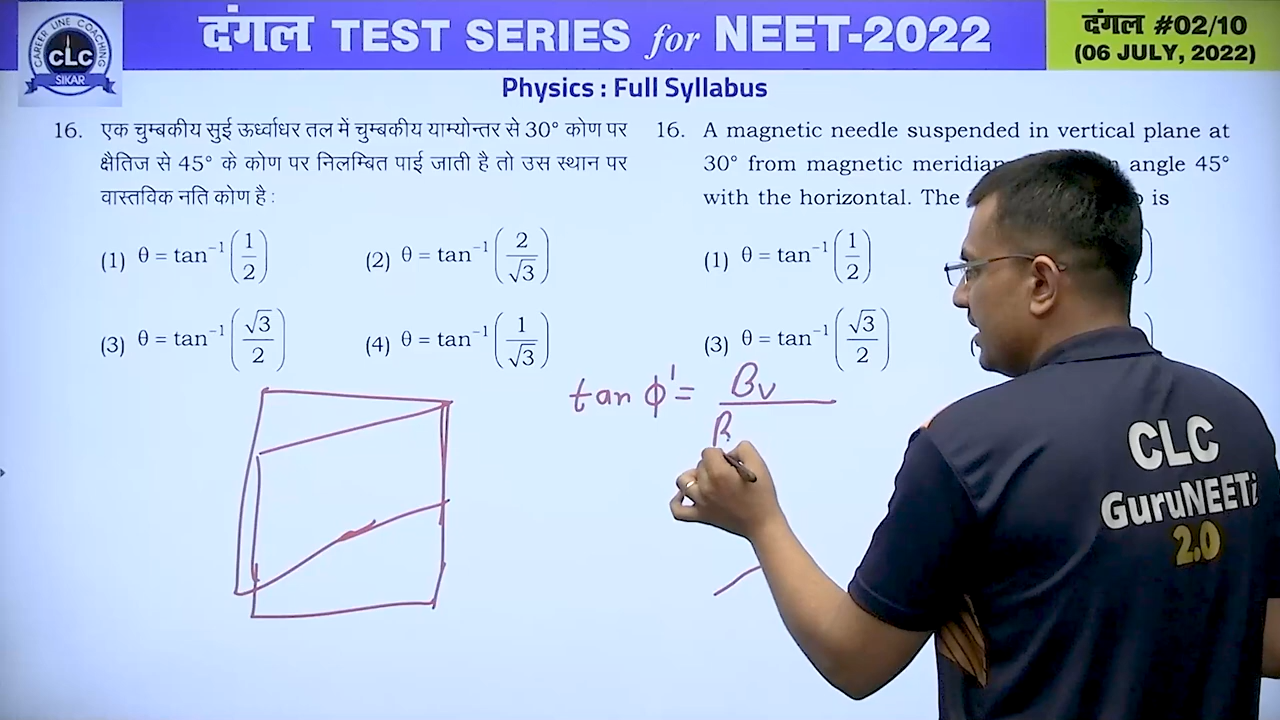 CAREER LINE COACHING
CLC
SIKAR
दंगल TEST SERIES for NEET-2022
दंगल #02/10
(06 JULY, 2022)
Physics : Full Syllabus
16. एक चुम्बकीय सुई ऊर्ध्वाधर तल में चुम्बकीय याम्योन्तर से 30° कोण पर
क्षैतिज से 45° के कोण पर निलम्बित पाई जाती है तो उस स्थान पर
वास्तविक नति कोण है :
(1) θ = tan⁻¹(1/2) (2) θ = tan⁻¹(2/√3)
(3) θ = tan⁻¹(√3/2) (4) θ = tan⁻¹(1/√3)
16. A magnetic needle suspended in vertical plane at
30° from magnetic meridian angle 45°
with the horizontal. The is
(1) θ = tan⁻¹(1/2)
(3) θ = tan⁻¹(√3/2)
tan ϕ' = Bv
CLC
GuruNEETi
2.0